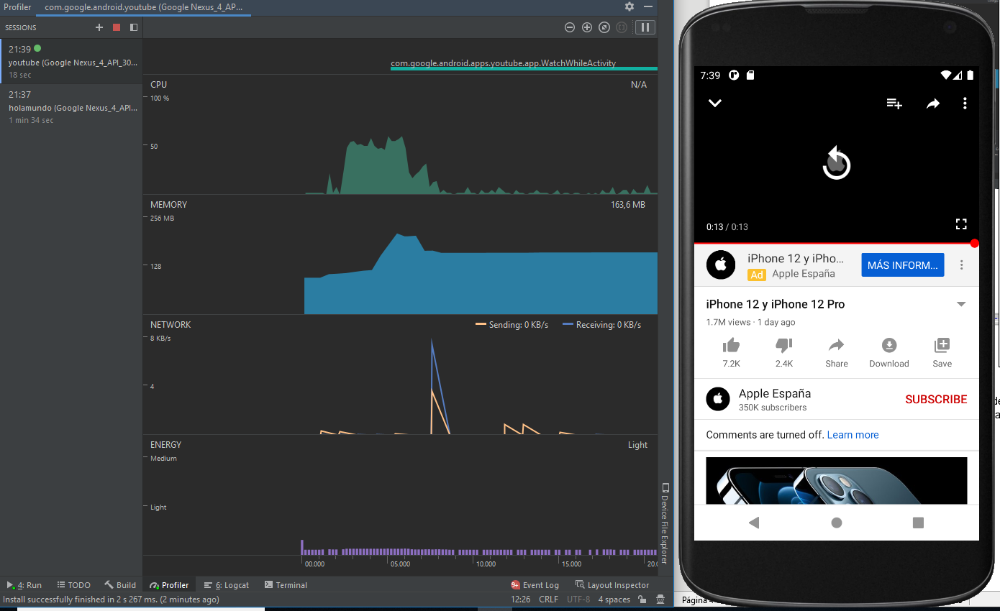 Profiler
com.google.android.youtube (Google Nexus_4_AP...
SESSIONS
21:39
youtube (Google Nexus_4_API_30...
18 sec
21:37
holamundo (Google Nexus_4_API...
1 min 34 sec
com.google.android.apps.youtube.app.WatchWhileActivity
CPU
N/A
100 %
50
MEMORY
163,6 MB
256 MB
128
NETWORK
Sending: 0 KB/s
Receiving: 0 KB/s
8 KB/s
4
ENERGY
Light
Medium
Light
00.000
05.000
10.000
15.000
20.0
Device File Explorer
4: Run
TODO
Build
Profiler
6: Logcat
Terminal
9+
Event Log
Layout Inspector
Install successfully finished in 2 s 267 ms. (2 minutes ago)
12:26
CRLF
UTF-8
4 spaces
7:39
0:13 / 0:13
iPhone 12 y iPho...
Ad
Apple España
MÁS INFORM...
iPhone 12 y iPhone 12 Pro
1.7M views · 1 day ago
7.2K
2.4K
Share
Download
Save
Apple España
350K subscribers
SUBSCRIBE
Comments are turned off. Learn more
Página